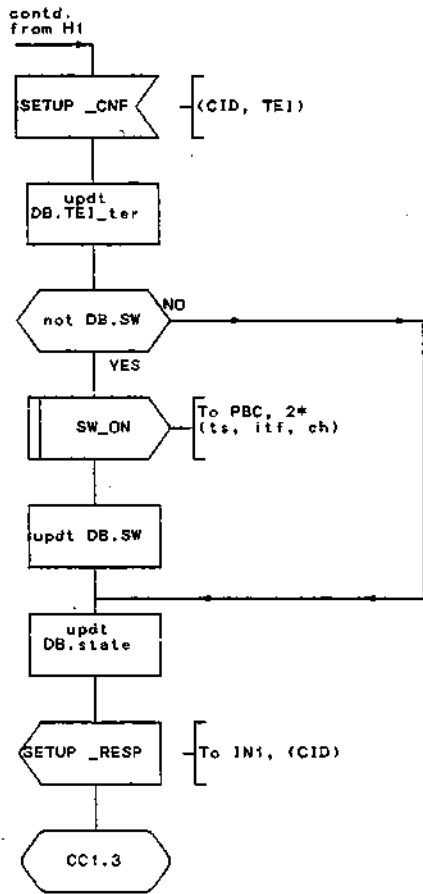 contd.
from H1
SETUP _CNF
(CID, TEI)
updt
DB.TEI_ter
not DB.SW
NO
YES
SW_ON
To PBC, 2*
(ts, itf, ch)
updt DB.SW
updt
DB.state
SETUP _RESP
To IN1, (CID)
CC1.3